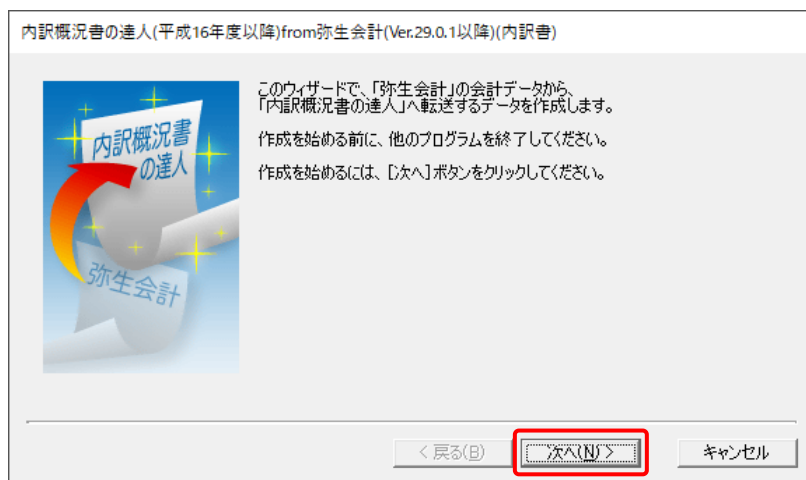 内訳概況書の達人(平成16年度以降)from弥生会計(Ver.29.0.1以降)(内訳書)
このウィザードで、「弥生会計」の会計データから、
「内訳概況書の達人」へ転送するデータを作成します。
作成を始める前に、他のプログラムを終了してください。
作成を始めるには、[次へ]ボタンをクリックしてください。
内訳概況書
の達人
弥生会計
< 戻る(B)
次へ(N) >
キャンセル